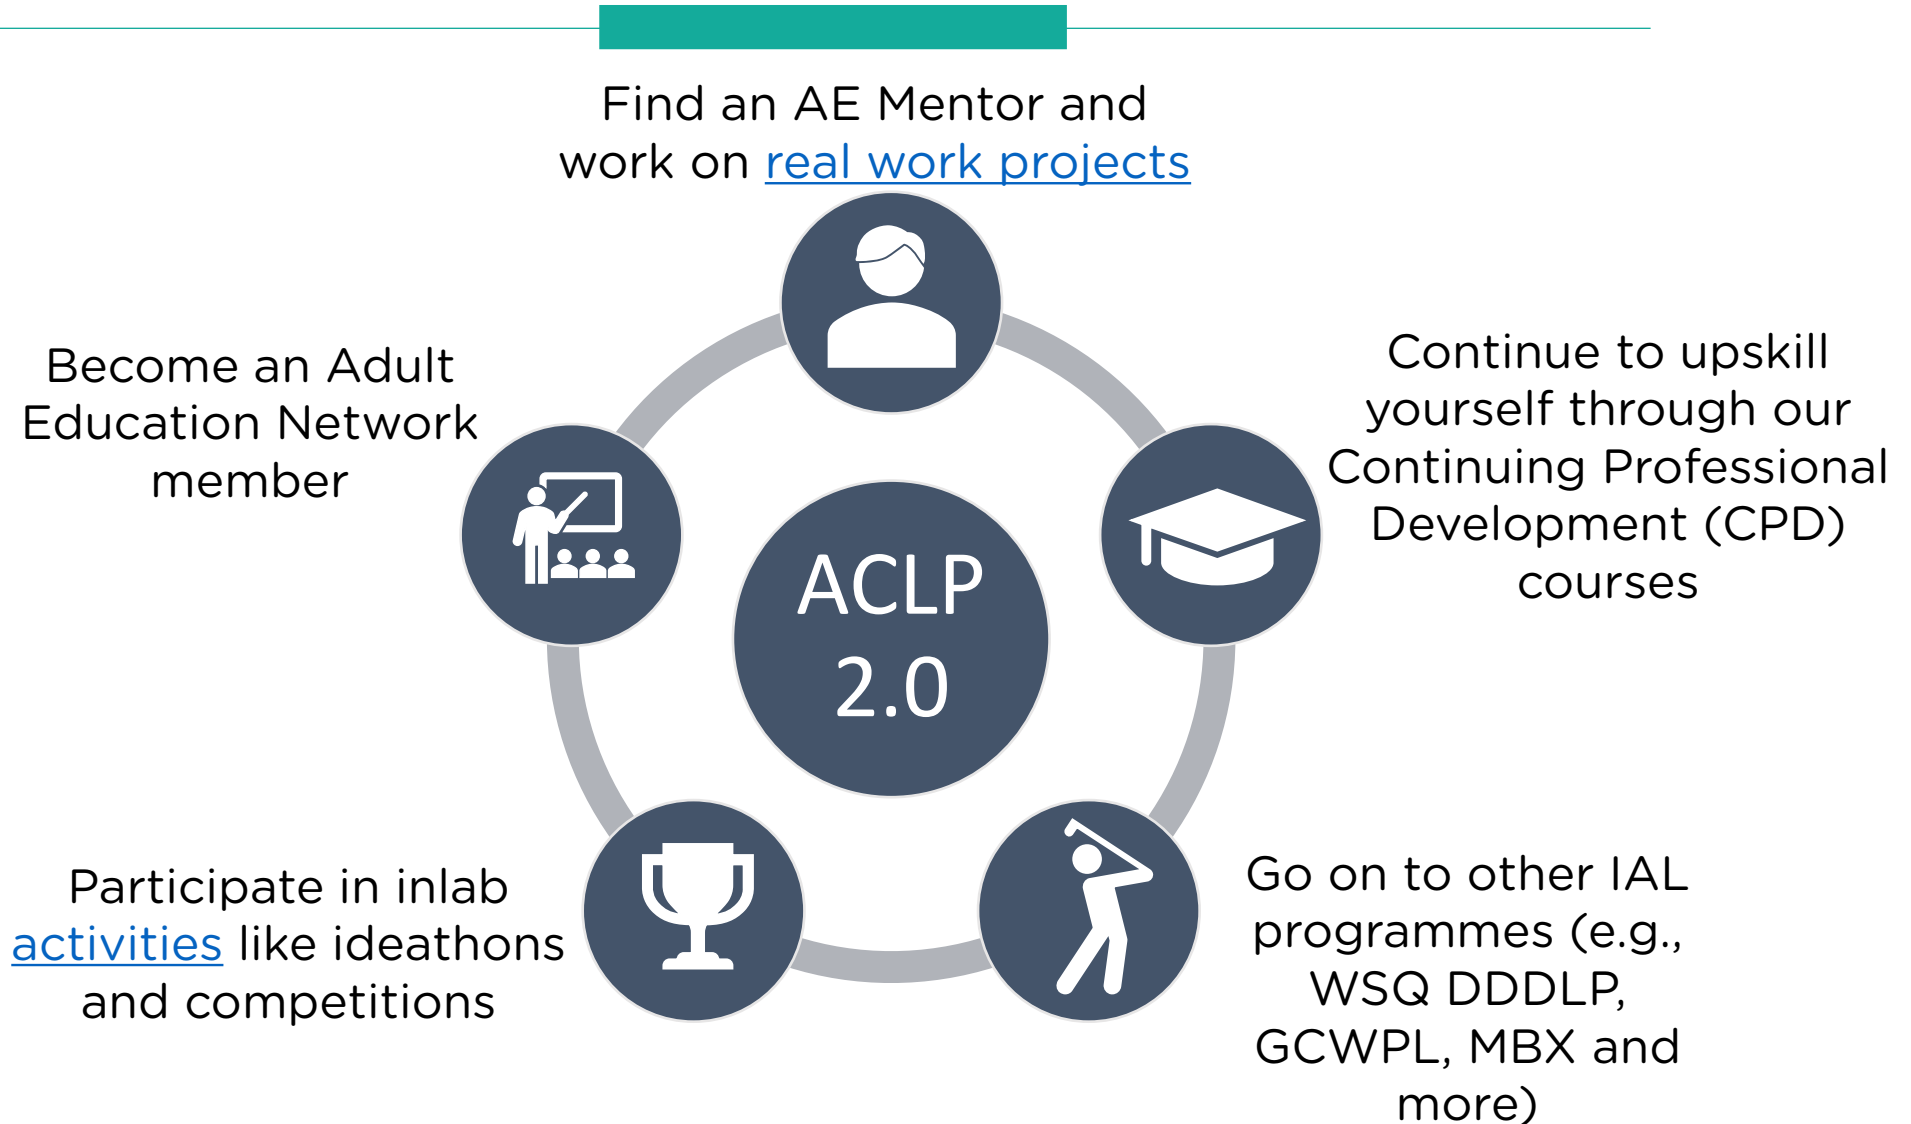 Find an AE Mentor and
work on real work projects
Become an Adult
Education Network
member
Continue to upskill
yourself through our
Continuing Professional
Development (CPD)
courses
ACLP
2.0
Participate in inlab
activities like ideathons
and competitions
Go on to other IAL
programmes (e.g.,
WSQ DDDLP,
GCWPL, MBX and
more)